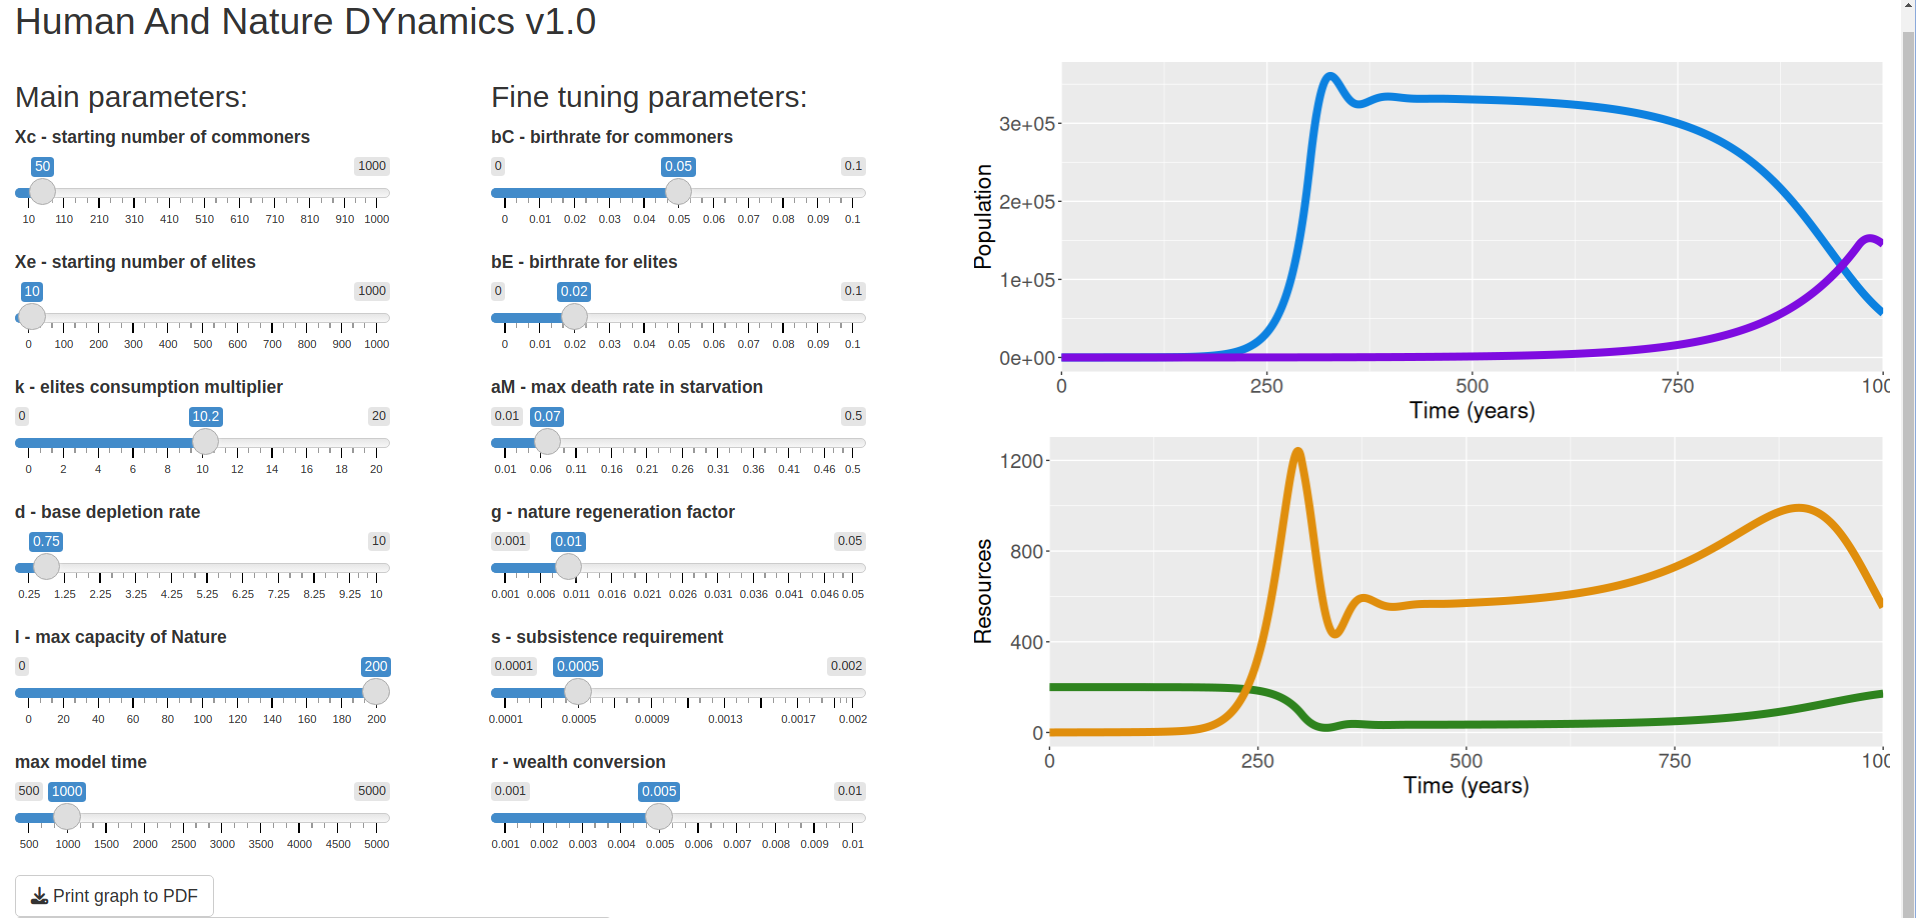 Human And Nature DYnamics v1.0
Main parameters:
Xc - starting number of commoners
50 1000
10 110 210 310 410 510 610 710 810 910 1000
Xe - starting number of elites
10 1000
0 100 200 300 400 500 600 700 800 900 1000
k - elites consumption multiplier
0 10.2 20
0 2 4 6 8 10 12 14 16 18 20
d - base depletion rate
0.75 10
0.25 1.25 2.25 3.25 4.25 5.25 6.25 7.25 8.25 9.25 10
l - max capacity of Nature
0 200
0 20 40 60 80 100 120 140 160 180 200
max model time
500 1000 5000
500 1000 1500 2000 2500 3000 3500 4000 4500 5000
Print graph to PDF
Fine tuning parameters:
bC - birthrate for commoners
0 0.05 0.1
0 0.01 0.02 0.03 0.04 0.05 0.06 0.07 0.08 0.09 0.1
bE - birthrate for elites
0 0.02 0.1
0 0.01 0.02 0.03 0.04 0.05 0.06 0.07 0.08 0.09 0.1
aM - max death rate in starvation
0.01 0.07 0.5
0.01 0.06 0.11 0.16 0.21 0.26 0.31 0.36 0.41 0.46 0.5
g - nature regeneration factor
0.001 0.01 0.05
0.001 0.006 0.011 0.016 0.021 0.026 0.031 0.036 0.041 0.046 0.05
s - subsistence requirement
0.0001 0.0005 0.002
0.0001 0.0005 0.0009 0.0013 0.0017 0.002
r - wealth conversion
0.001 0.005 0.01
0.001 0.002 0.003 0.004 0.005 0.006 0.007 0.008 0.009 0.01
Population
3e+05
2e+05
1e+05
0e+00
0 250 500 750 100
Time (years)
Resources
1200
800
400
0
0 250 500 750 100
Time (years)